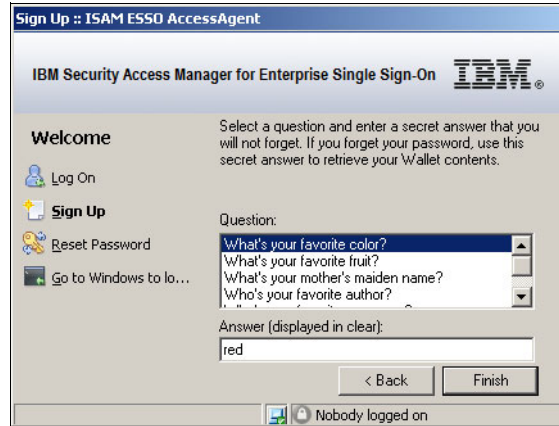 Sign Up :: ISAM ESSO AccessAgent
IBM Security Access Manager for Enterprise Single Sign-On
IBM®
Welcome
Log On
Sign Up
Reset Password
Go to Windows to lo...
Select a question and enter a secret answer that you
will not forget. If you forget your password, use this
secret answer to retrieve your Wallet contents.
Question:
What's your favorite color?
What's your favorite fruit?
What's your mother's maiden name?
Who's your favorite author?
Answer (displayed in clear):
red
< Back
Finish
Nobody logged on